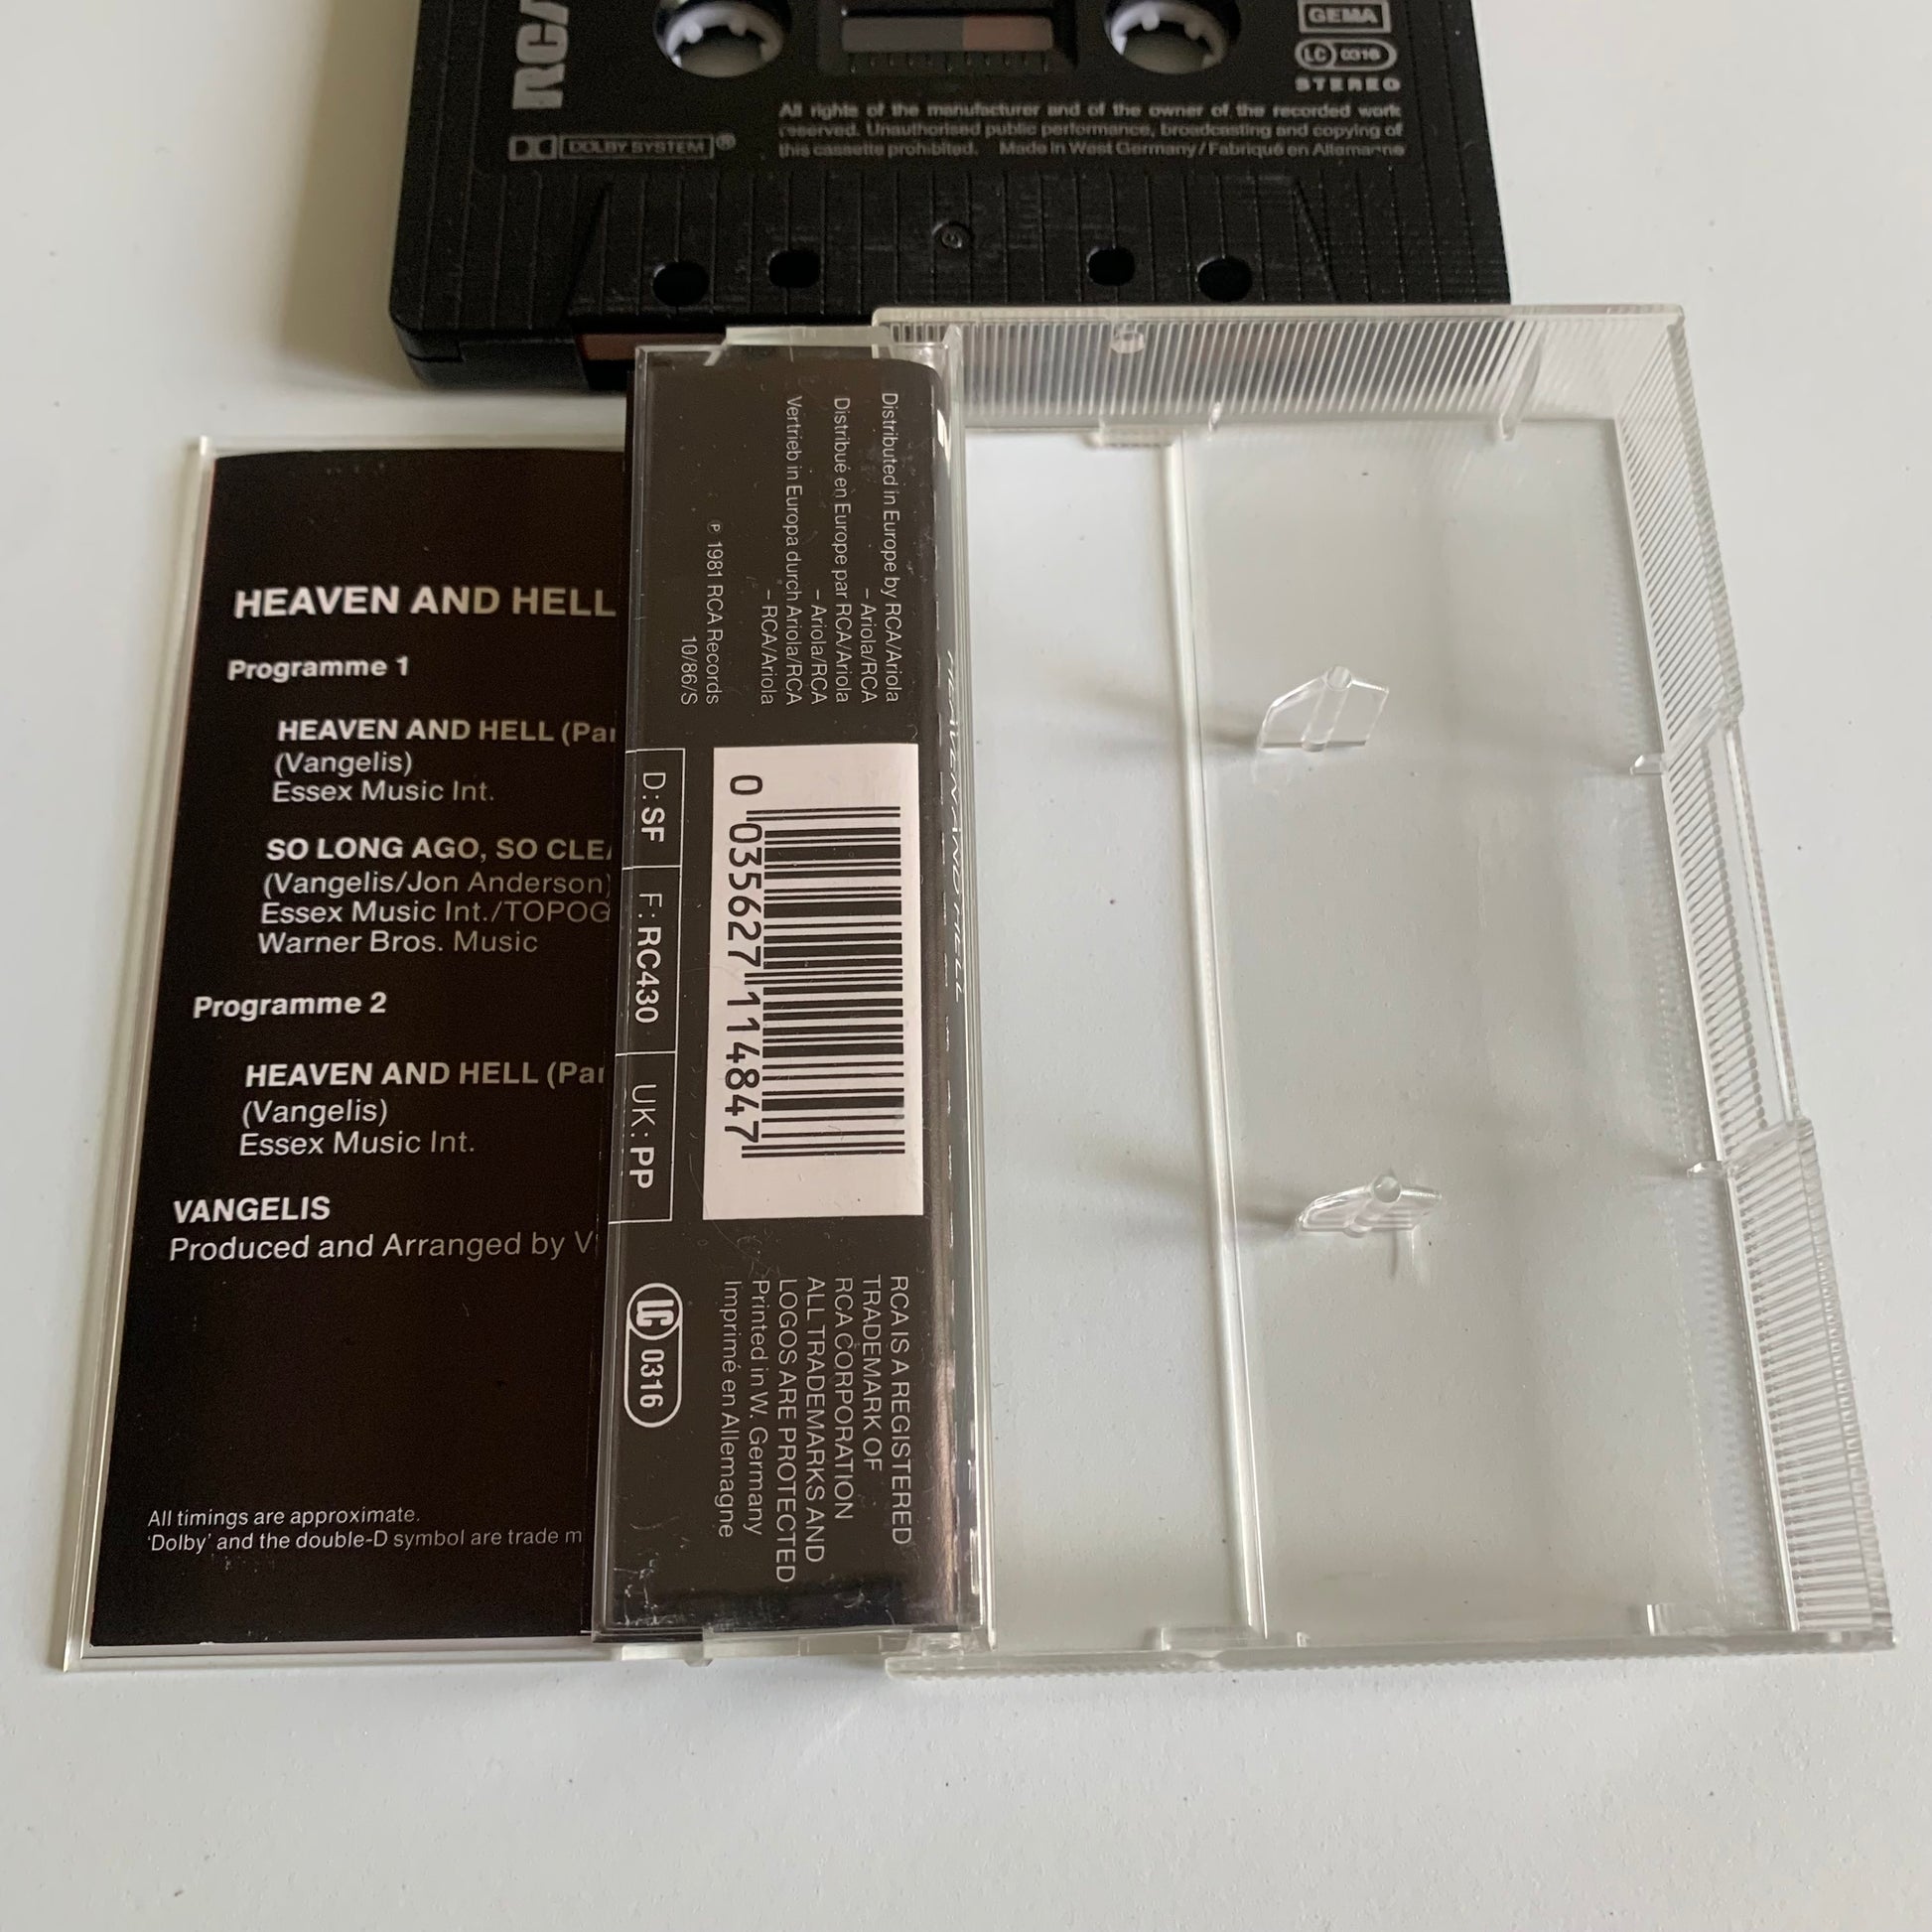 RCA
GEMA
LC 0316
STEREO
All rights of the manufacturer and of the owner of the recorded work
reserved. Unauthorised public performance, broadcasting and copying of
this cassette prohibited. Made in West Germany/Fabriqué en Allemagne
DOLBY SYSTEM ®
HEAVEN AND HELL
Programme 1
HEAVEN AND HELL (Par
(Vangelis)
Essex Music Int.
SO LONG AGO, SO CLEA
(Vangelis/Jon Anderson)
Essex Music Int./TOPOG
Warner Bros. Music
Programme 2
HEAVEN AND HELL (Par
(Vangelis)
Essex Music Int.
VANGELIS
Produced and Arranged by V
All timings are approximate.
'Dolby' and the double-D symbol are trade m
Distributed in Europe by RCA/Ariola
– Ariola/RCA
Distribué en Europe par RCA/Ariola
– Ariola/RCA
Vertrieb in Europa durch Ariola/RCA
– RCA/Ariola
℗ 1981 RCA Records
10/86/S
0 035627 114847
D:SF
F:RC430
UK:PP
RCA IS A REGISTERED
TRADEMARK OF
RCA CORPORATION
ALL TRADEMARKS AND
LOGOS ARE PROTECTED
Printed in W. Germany
Imprimé en Allemagne
LC 0316
HEAVEN AND HELL